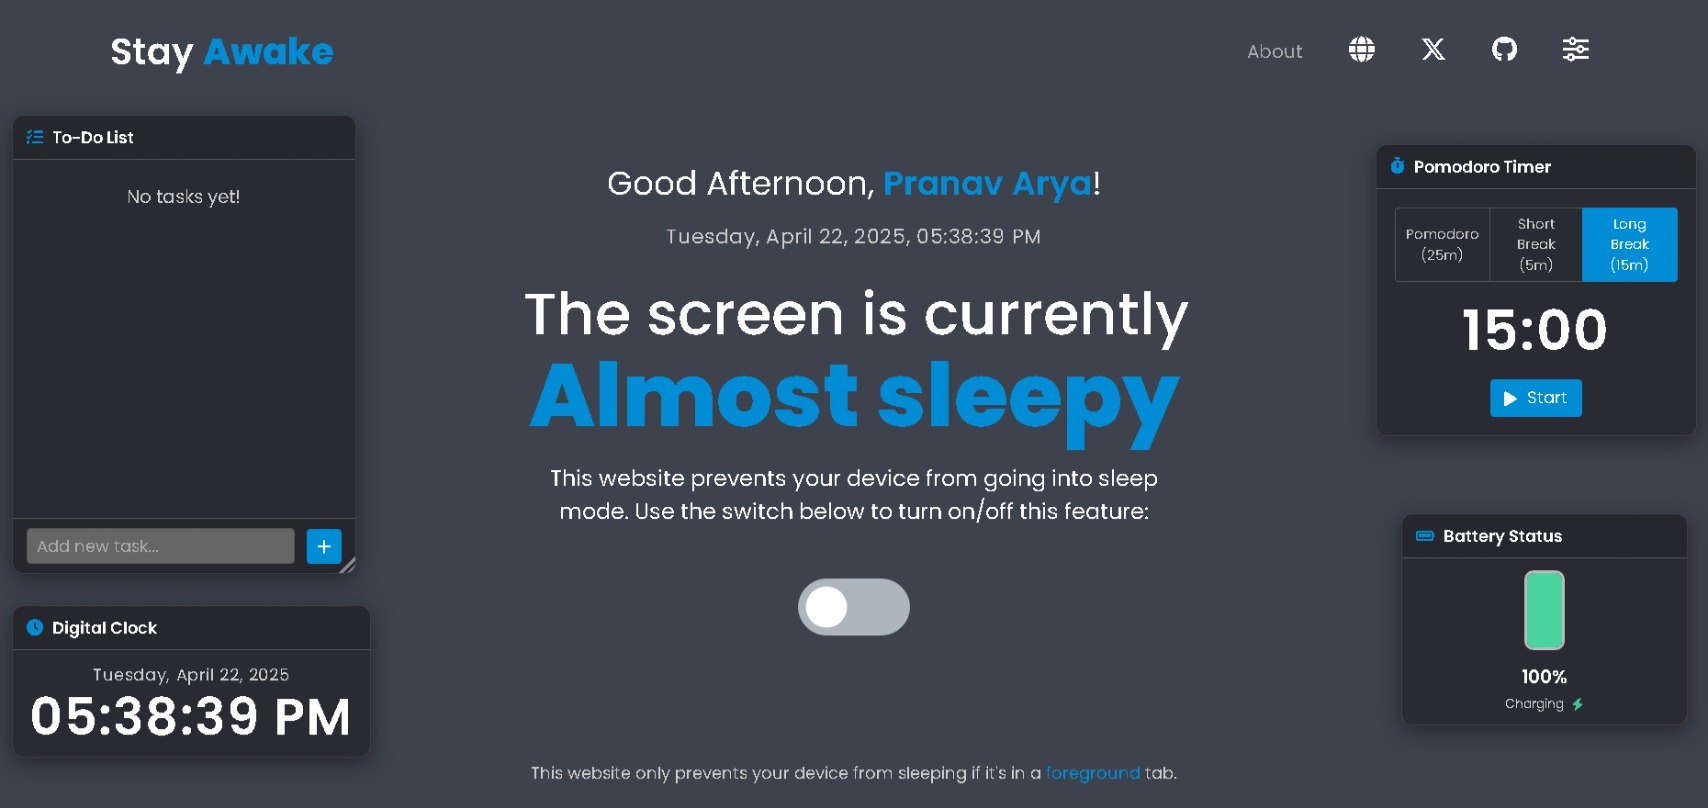 Stay Awake
About
To-Do List
No tasks yet!
Add new task...
Digital Clock
Tuesday, April 22, 2025
05:38:39 PM
Good Afternoon, Pranav Arya!
Tuesday, April 22, 2025, 05:38:39 PM
The screen is currently
Almost sleepy
This website prevents your device from going into sleep
mode. Use the switch below to turn on/off this feature:
Pomodoro Timer
Pomodoro
(25m)
Short
Break
(5m)
Long
Break
(15m)
15:00
Start
Battery Status
100%
Charging
This website only prevents your device from sleeping if it's in a foreground tab.